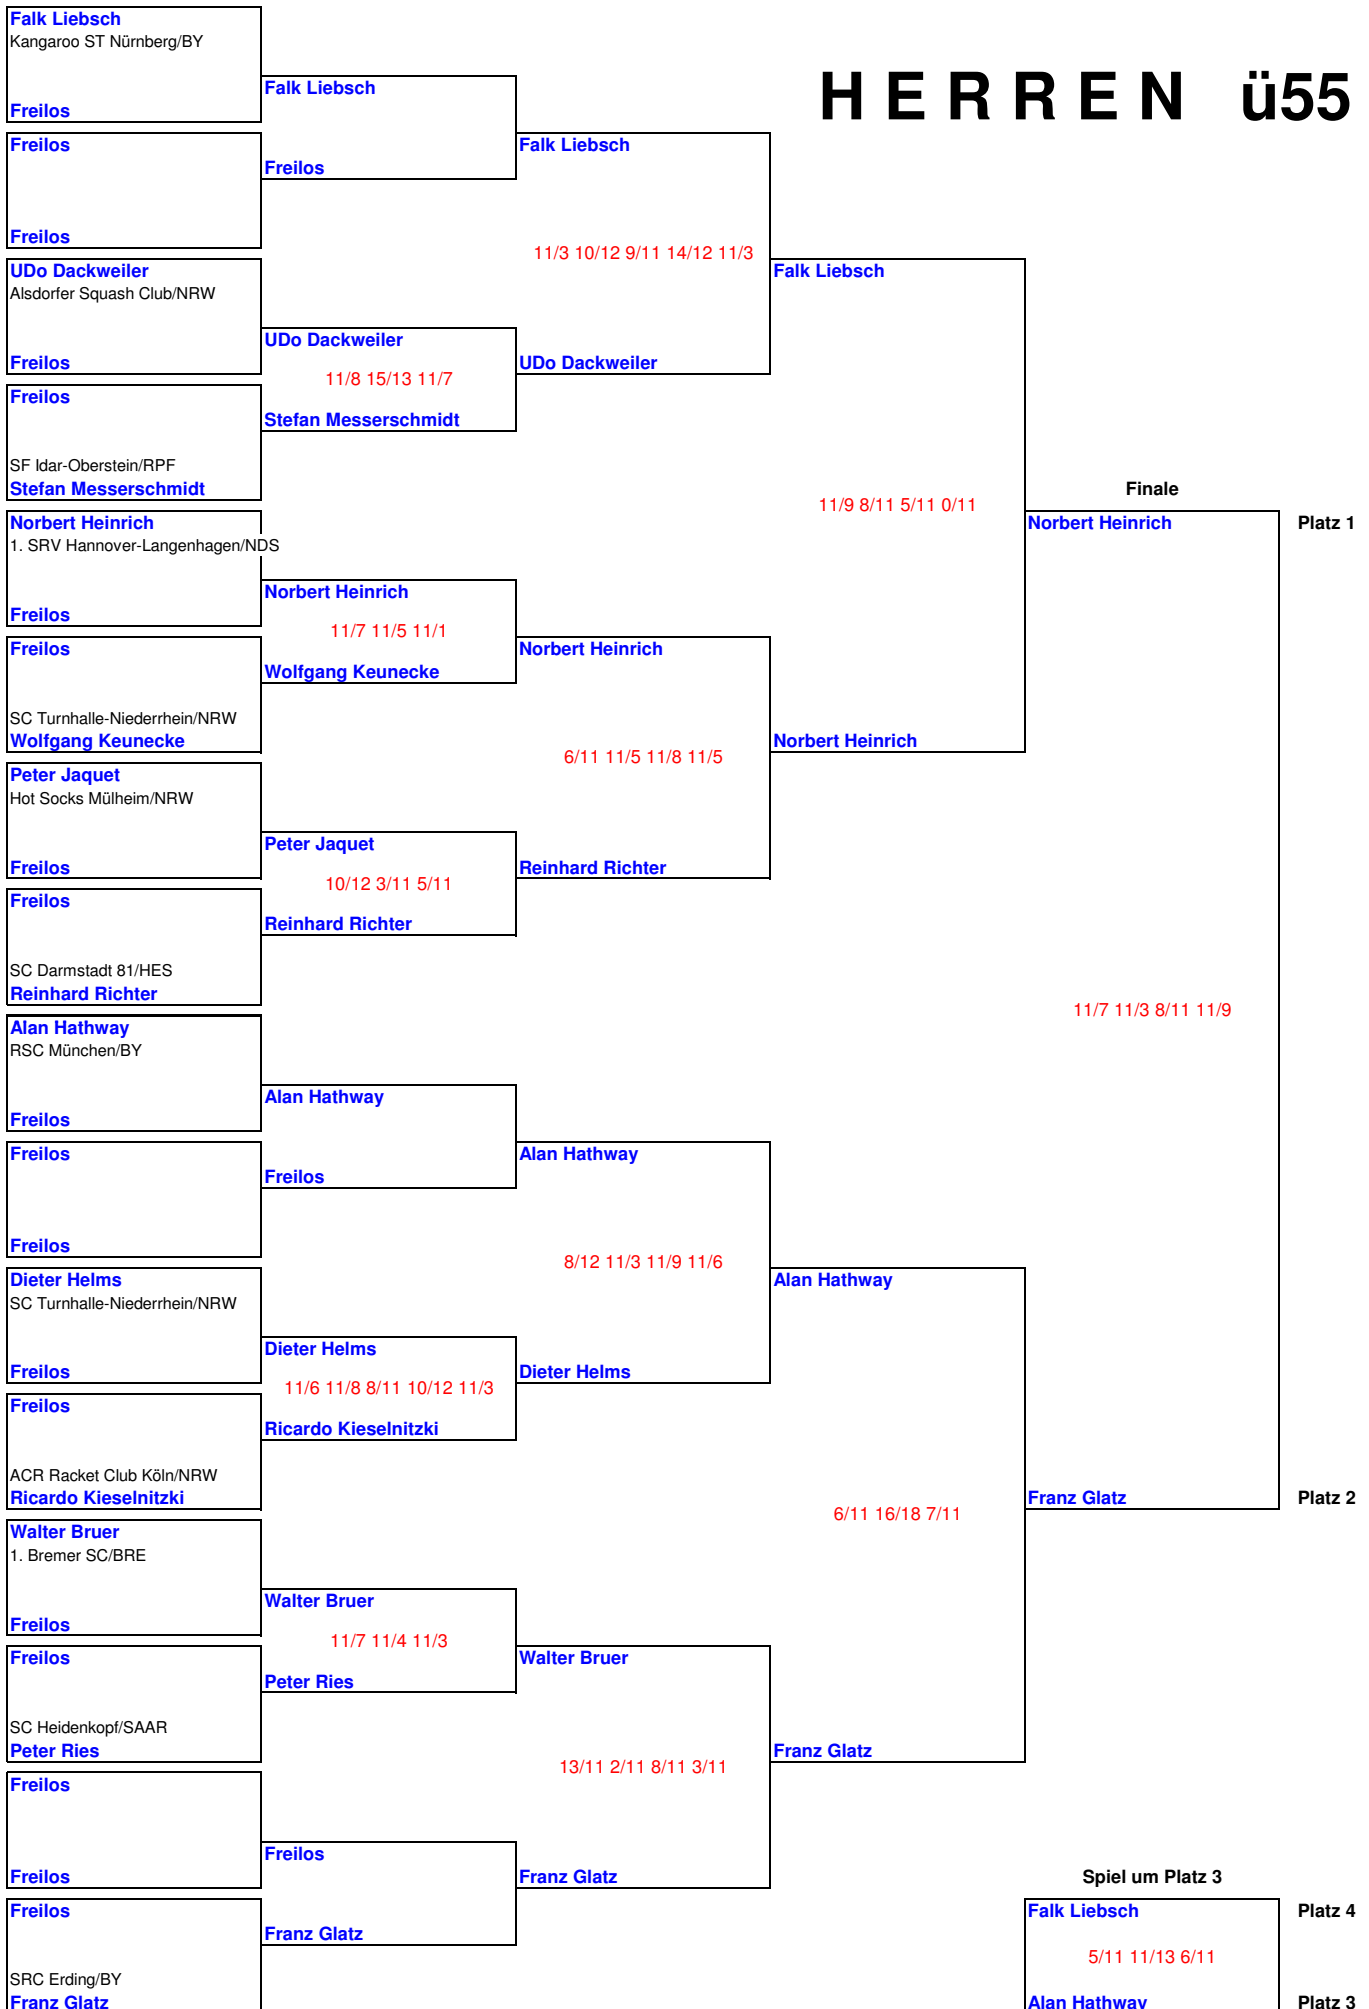 HERREN ü55
Falk Liebsch
Kangaroo ST Nürnberg/BY
Freilos
Freilos
Freilos
UDo Dackweiler
Alsdorfer Squash Club/NRW
Freilos
Freilos
SF Idar-Oberstein/RPF
Stefan Messerschmidt
Norbert Heinrich
1. SRV Hannover-Langenhagen/NDS
Freilos
Freilos
SC Turnhalle-Niederrhein/NRW
Wolfgang Keunecke
Peter Jaquet
Hot Socks Mülheim/NRW
Freilos
Freilos
SC Darmstadt 81/HES
Reinhard Richter
Alan Hathway
RSC München/BY
Freilos
Freilos
Freilos
Dieter Helms
SC Turnhalle-Niederrhein/NRW
Freilos
Freilos
ACR Racket Club Köln/NRW
Ricardo Kieselnitzki
Walter Bruer
1. Bremer SC/BRE
Freilos
Freilos
SC Heidenkopf/SAAR
Peter Ries
Freilos
Freilos
Freilos
SRC Erding/BY
Franz Glatz
Falk Liebsch
Freilos
UDo Dackweiler
11/8 15/13 11/7
Stefan Messerschmidt
Norbert Heinrich
11/7 11/5 11/1
Wolfgang Keunecke
Peter Jaquet
10/12 3/11 5/11
Reinhard Richter
Alan Hathway
Freilos
Dieter Helms
11/6 11/8 8/11 10/12 11/3
Ricardo Kieselnitzki
Walter Bruer
11/7 11/4 11/3
Peter Ries
Freilos
Franz Glatz
Falk Liebsch
11/3 10/12 9/11 14/12 11/3
UDo Dackweiler
Norbert Heinrich
6/11 11/5 11/8 11/5
Reinhard Richter
Alan Hathway
8/12 11/3 11/9 11/6
Dieter Helms
Walter Bruer
13/11 2/11 8/11 3/11
Franz Glatz
Falk Liebsch
11/9 8/11 5/11 0/11
Norbert Heinrich
Alan Hathway
6/11 16/18 7/11
Franz Glatz
Finale
Norbert Heinrich Platz 1
11/7 11/3 8/11 11/9
Franz Glatz Platz 2
Spiel um Platz 3
Falk Liebsch Platz 4
5/11 11/13 6/11
Alan Hathway Platz 3